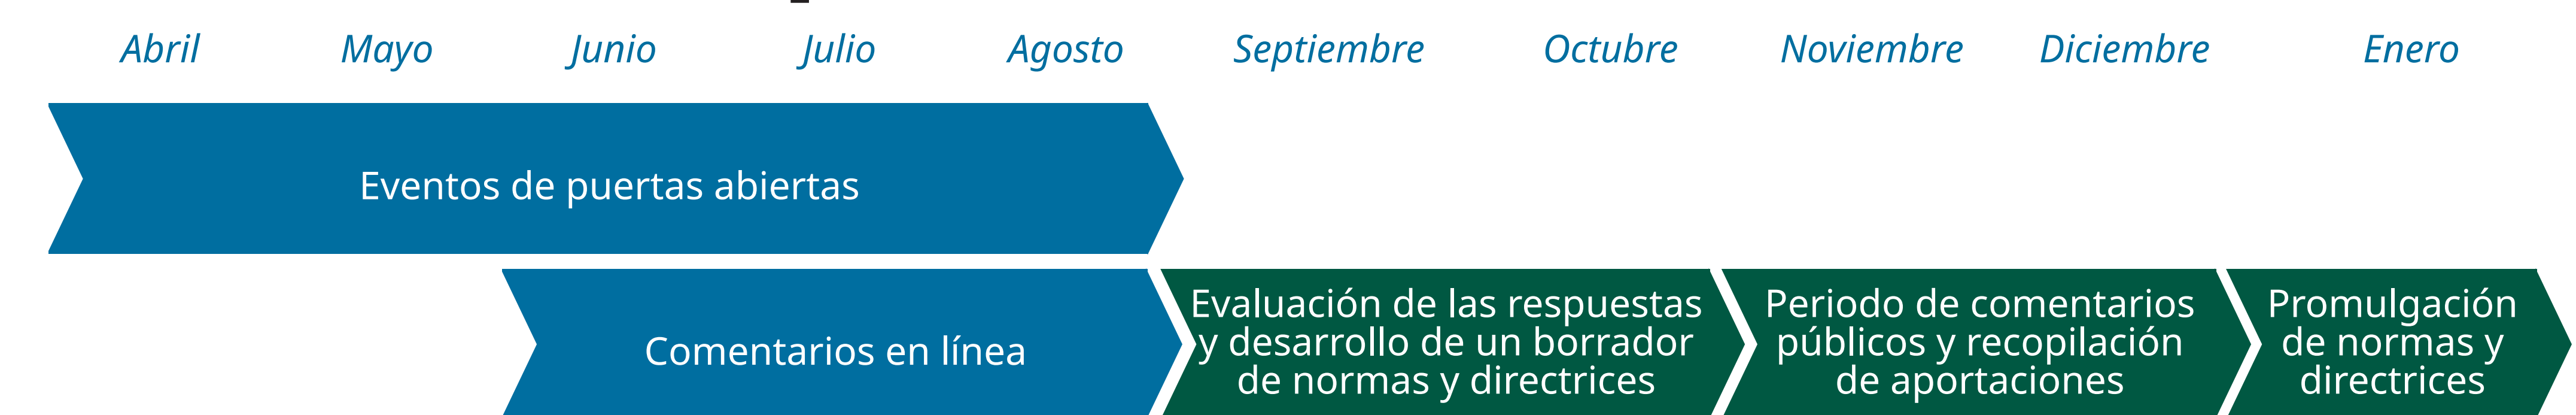 Abril Mayo Junio Julio Agosto Septiembre Octubre Noviembre Diciembre Enero
Eventos de puertas abiertas
Comentarios en línea
Evaluación de las respuestas
y desarrollo de un borrador
de normas y directrices
Periodo de comentarios
públicos y recopilación
de aportaciones
Promulgación
de normas y
directrices